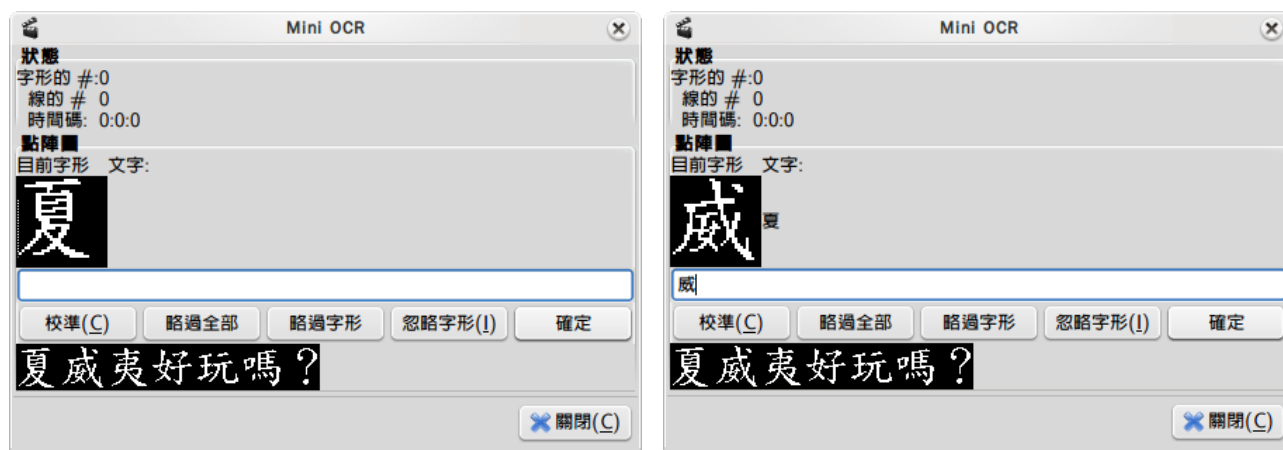 Mini OCR
狀態
字形的 #:0
線的 # 0
時間碼: 0:0:0
點陣圖
目前字形 文字:
夏
校準(C) 略過全部 略過字形 忽略字形(I) 確定
夏威夷好玩嗎？
關閉(C)
Mini OCR
狀態
字形的 #:0
線的 # 0
時間碼: 0:0:0
點陣圖
目前字形 文字:
威 夏
威
校準(C) 略過全部 略過字形 忽略字形(I) 確定
夏威夷好玩嗎？
關閉(C)